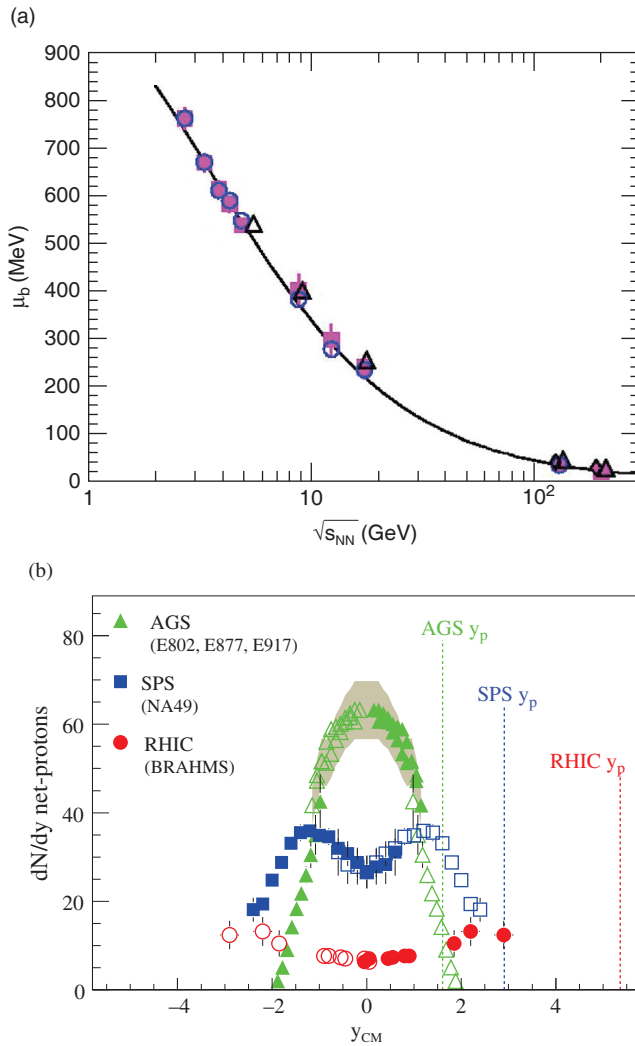 (a)
900
800
700
600
500
400
300
200
100
0
μb (MeV)
1 10 10²
√sNN (GeV)
(b)
80
60
40
20
0
dN/dy net-protons
AGS
(E802, E877, E917)
SPS
(NA49)
RHIC
(BRAHMS)
AGS yp
SPS yp
RHIC yp
−4 −2 0 2 4
yCM